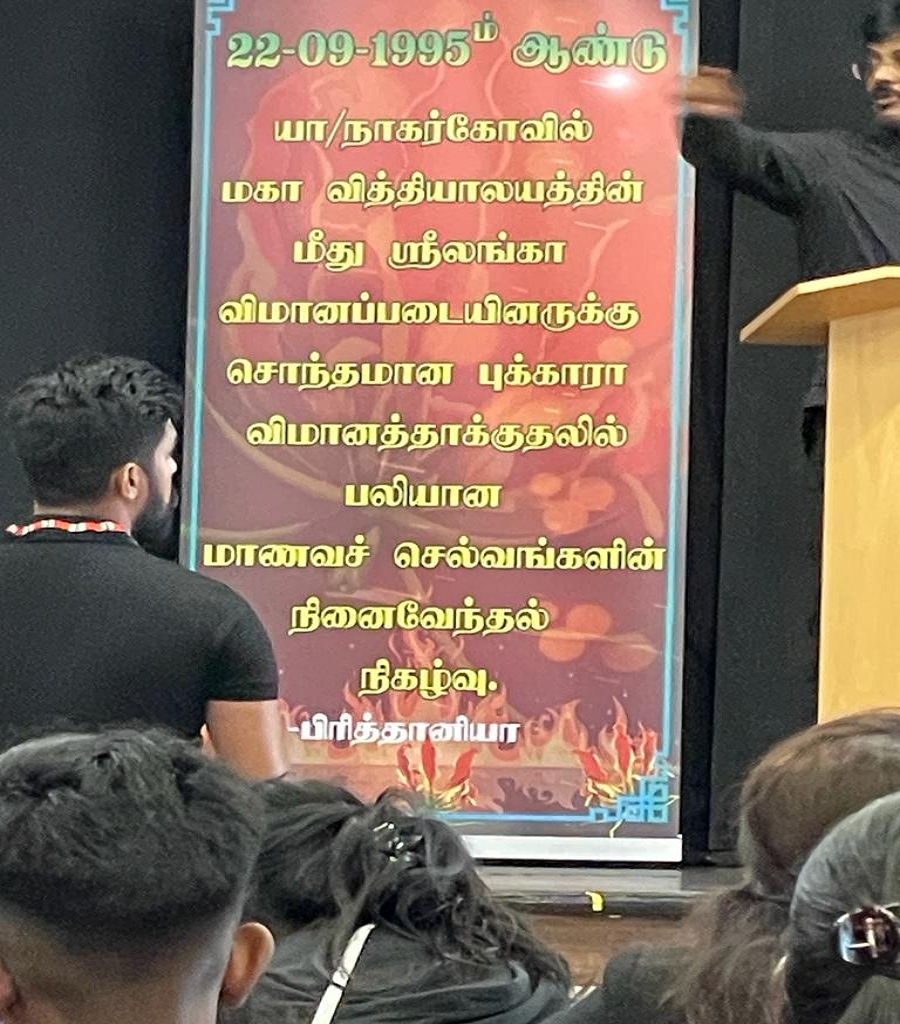 22-09-1995ம் ஆண்டு
யா/நாகர்கோவில்
மகா வித்தியாலயத்தின்
மீது ஸ்ரீலங்கா
விமானப்படையினருக்கு
சொந்தமான புக்காரா
விமானத்தாக்குதலில்
பலியான
மாணவச் செல்வங்களின்
நினைவேந்தல்
நிகழ்வு.
-பிரித்தானியா